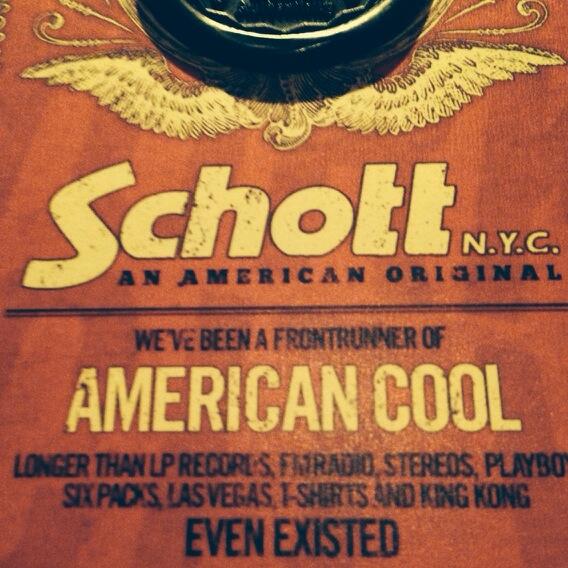 Schott N.Y.C.
AN AMERICAN ORIGINAL
WE'VE BEEN A FRONTRUNNER OF
AMERICAN COOL
LONGER THAN LP RECORDS, FM RADIO, STEREOS, PLAYBOY
SIX PACKS, LAS VEGAS, T-SHIRTS AND KING KONG
EVEN EXISTED